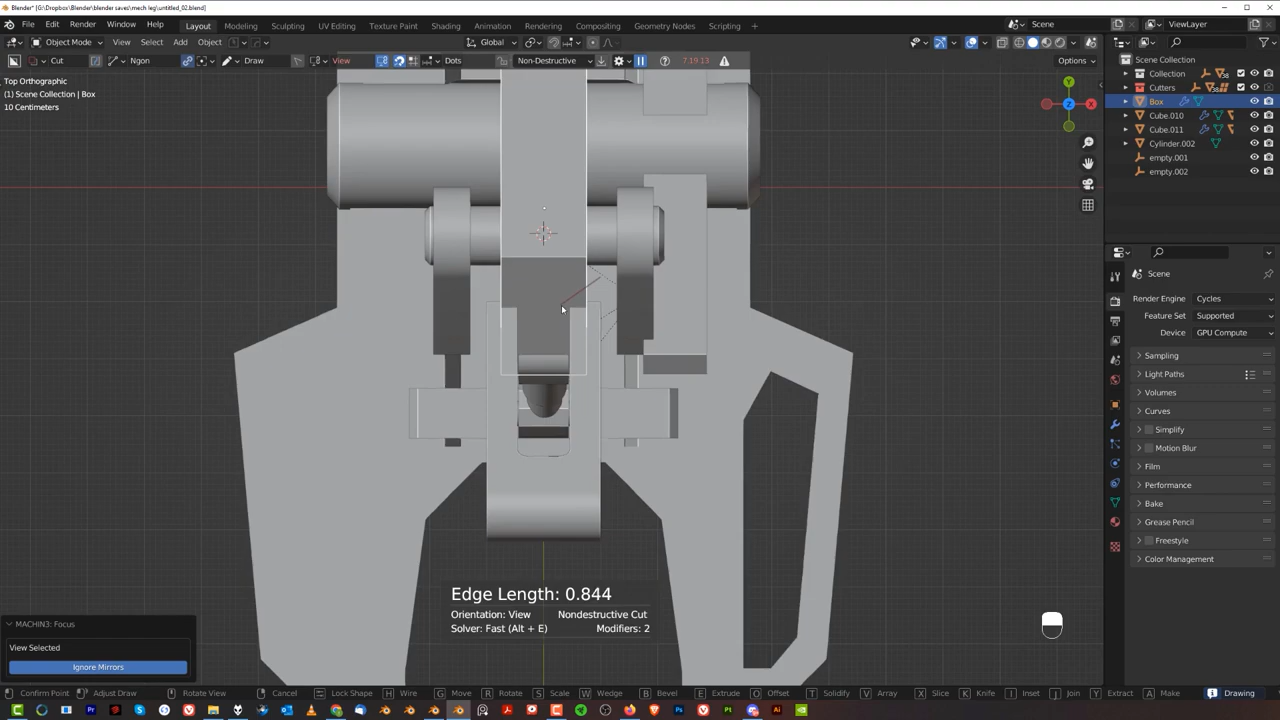 Blender* [G:\Dropbox\Blender\blender saves\mech leg\untitled_02.blend]
File Edit Render Window Help Layout Modeling Sculpting UV Editing Texture Paint Shading Animation Rendering Compositing Geometry Nodes Scripting + Scene ViewLayer
Object Mode View Select Add Object Global
Cut Ngon Draw View Dots Non-Destructive 7.19.13 Options
Top Orthographic
(1) Scene Collection | Box
10 Centimeters
Y
X
Z
Scene Collection
Collection 38
Cutters
Box
Cube.010
Cube.011
Cylinder.002
empty.001
empty.002
Scene
Render Engine Cycles
Feature Set Supported
Device GPU Compute
Sampling
Light Paths
Volumes
Curves
Simplify
Motion Blur
Film
Performance
Bake
Grease Pencil
Freestyle
Color Management
Edge Length: 0.844
Orientation: View Nondestructive Cut
Solver: Fast (Alt + E) Modifiers: 2
MACHIN3: Focus
View Selected
Ignore Mirrors
Confirm Point Adjust Draw Rotate View Cancel L Lock Shape H Wire G Move R Rotate S Scale W Wedge B Bevel E Extrude O Offset T Solidify V Array X Slice K Knife I Inset J Join Y Extract A Make Drawing